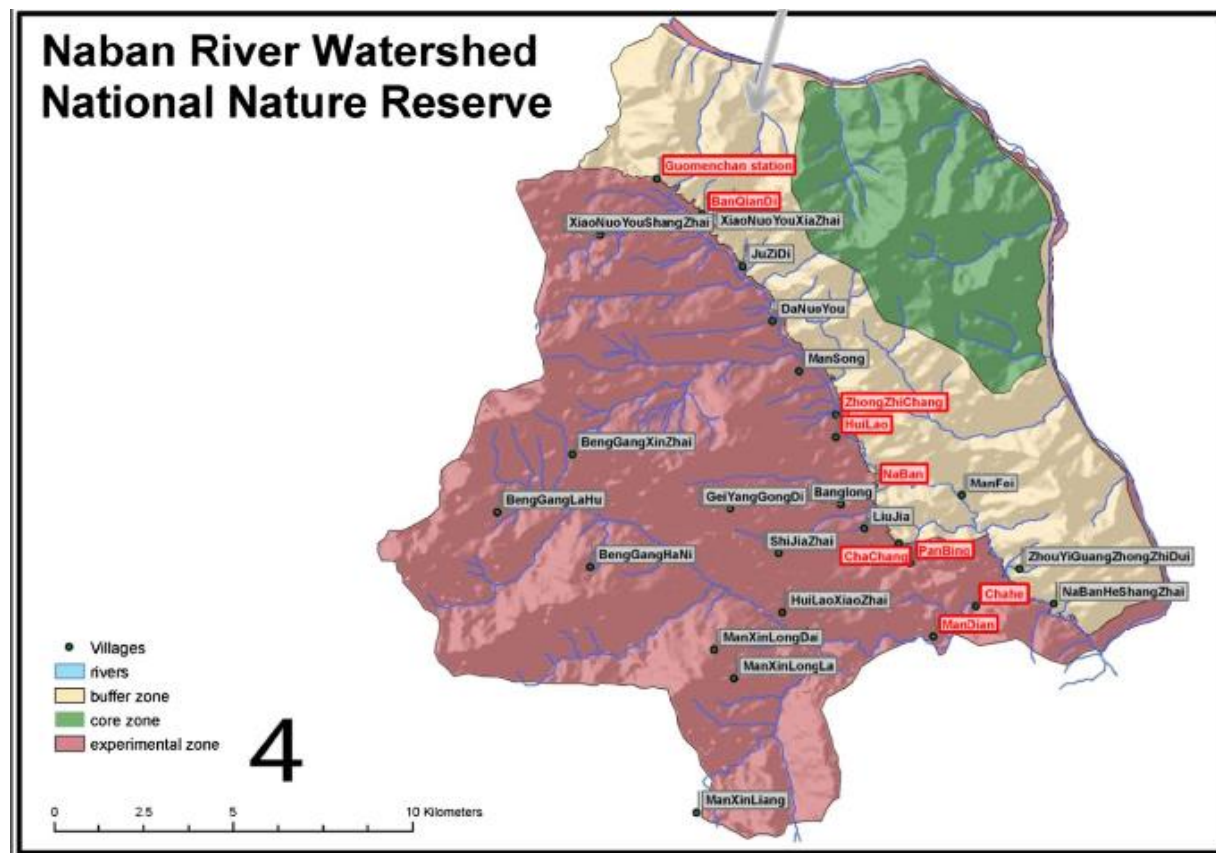 Naban River Watershed
National Nature Reserve
Guomenchan station
BanQianDi
XiaoNuoYouShangZhai
XiaoNuoYouXiaZhai
JuZiDi
DaNuoYou
ManSong
ZhongZhiChang
HuiLao
BengGangXinZhai
NaBan
ManFei
GeiYangGongDi
Banglong
BengGangLaHu
LiuJia
ShiJiaZhai
PanBing
BengGangHaNi
ChaChang
ZhouYiGuangZhongZhiDui
NaBanHeShangZhai
Chahe
HuiLaoXiaoZhai
ManDian
ManXinLongDai
ManXinLongLa
Villages
rivers
buffer zone
core zone
experimental zone
4
0 2.5 5 10 Kilometers
ManXinLiang